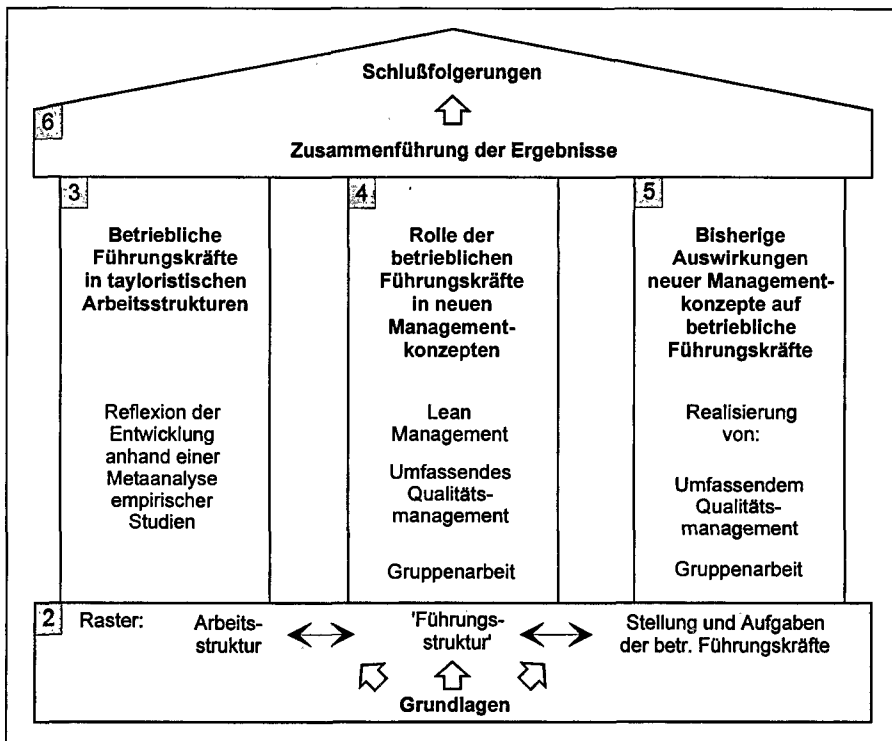 Schlußfolgerungen
6
Zusammenführung der Ergebnisse
3
Betriebliche
Führungskräfte
in tayloristischen
Arbeitsstrukturen
Reflexion der
Entwicklung
anhand einer
Metaanalyse
empirischer
Studien
4
Rolle der
betrieblichen
Führungskräfte
in neuen
Management-
konzepten
Lean
Management
Umfassendes
Qualitäts-
management
Gruppenarbeit
5
Bisherige
Auswirkungen
neuer Management-
konzepte auf
betriebliche
Führungskräfte
Realisierung
von:
Umfassendem
Qualitäts-
management
Gruppenarbeit
2
Raster:
Arbeits-
struktur
'Führungs-
struktur'
Stellung und Aufgaben
der betr. Führungskräfte
Grundlagen